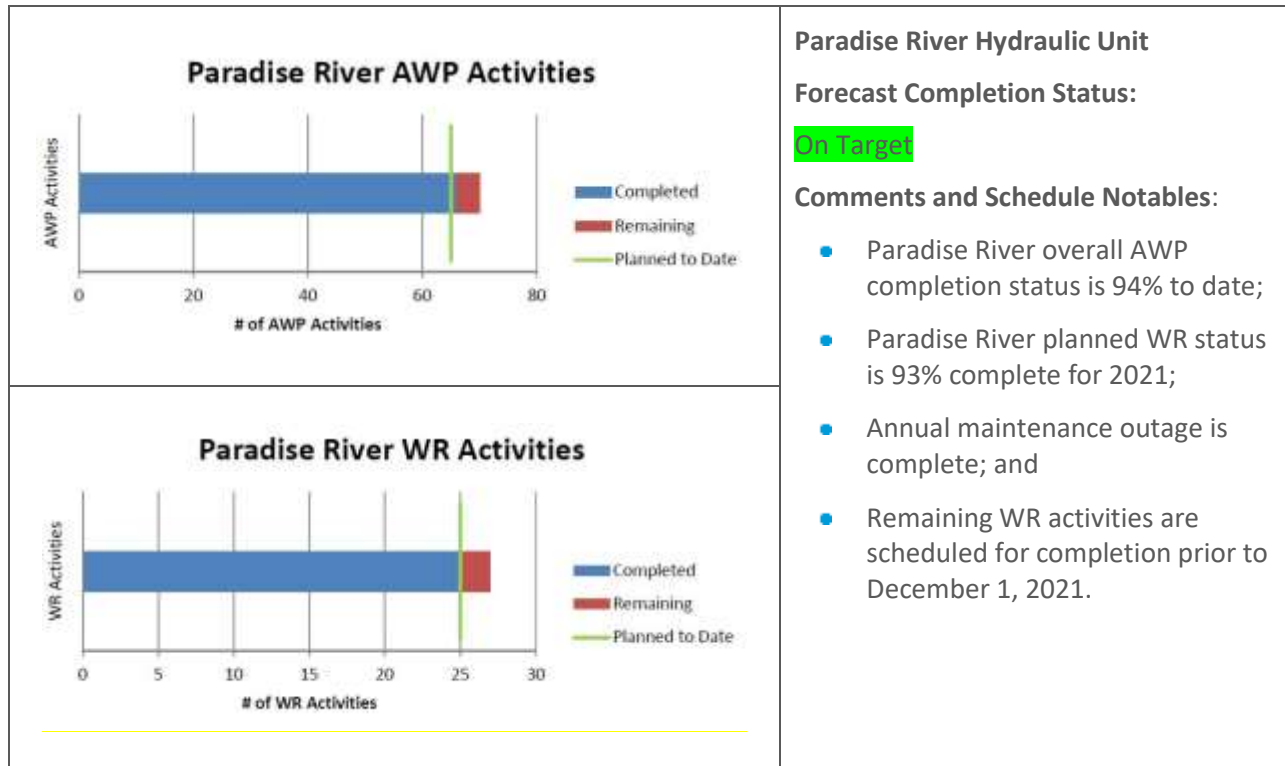 Paradise River AWP Activities
AWP Activities
Completed
Remaining
Planned to Date
0 20 40 60 80
# of AWP Activities
Paradise River WR Activities
WR Activities
Completed
Remaining
Planned to Date
0 5 10 15 20 25 30
# of WR Activities
Paradise River Hydraulic Unit
Forecast Completion Status:
On Target
Comments and Schedule Notables:
Paradise River overall AWP
completion status is 94% to date;
Paradise River planned WR status
is 93% complete for 2021;
Annual maintenance outage is
complete; and
Remaining WR activities are
scheduled for completion prior to
December 1, 2021.